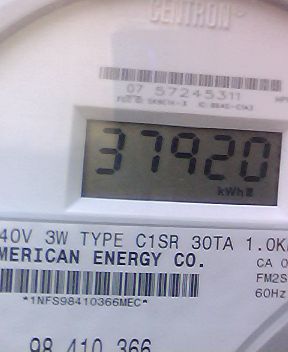 CENTRON
07 57245311
37920
kWh
40V 3W TYPE C1SR 30TA 1.0K
MERICAN ENERGY CO.
CA 0
FM2S
60Hz
*1NFS98410366MEC*
98 410 366